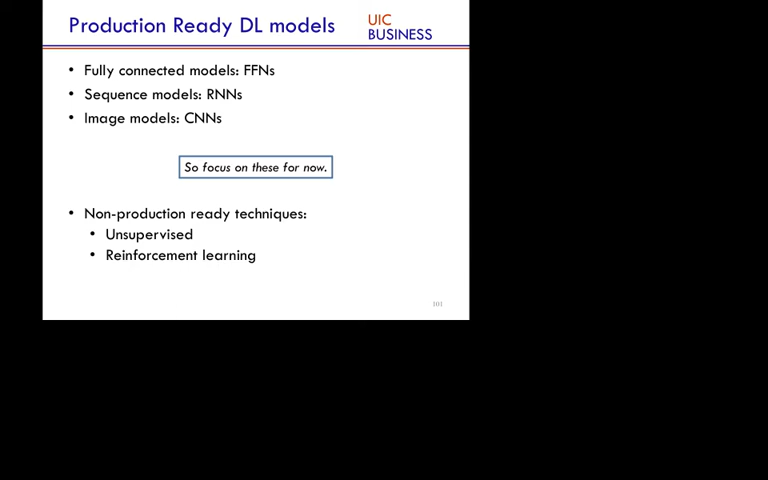 Production Ready DL models
UIC
BUSINESS
• Fully connected models: FFNs
• Sequence models: RNNs
• Image models: CNNs
So focus on these for now.
• Non-production ready techniques:
• Unsupervised
• Reinforcement learning
101